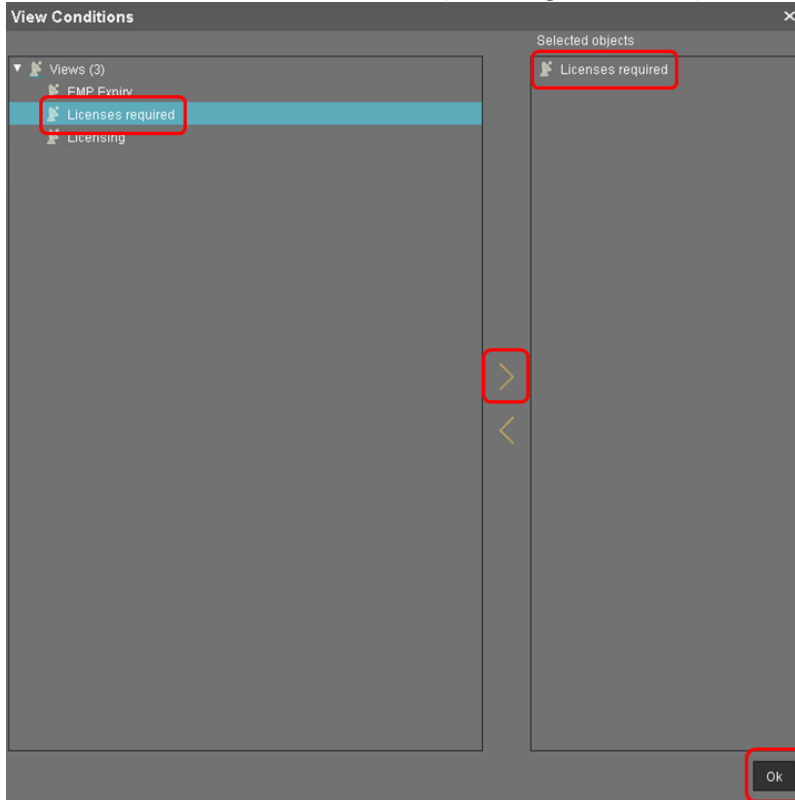 View Conditions
Selected objects
Views (3)
EMP Expiry
Licenses required
Licensing
Licenses required
Ok